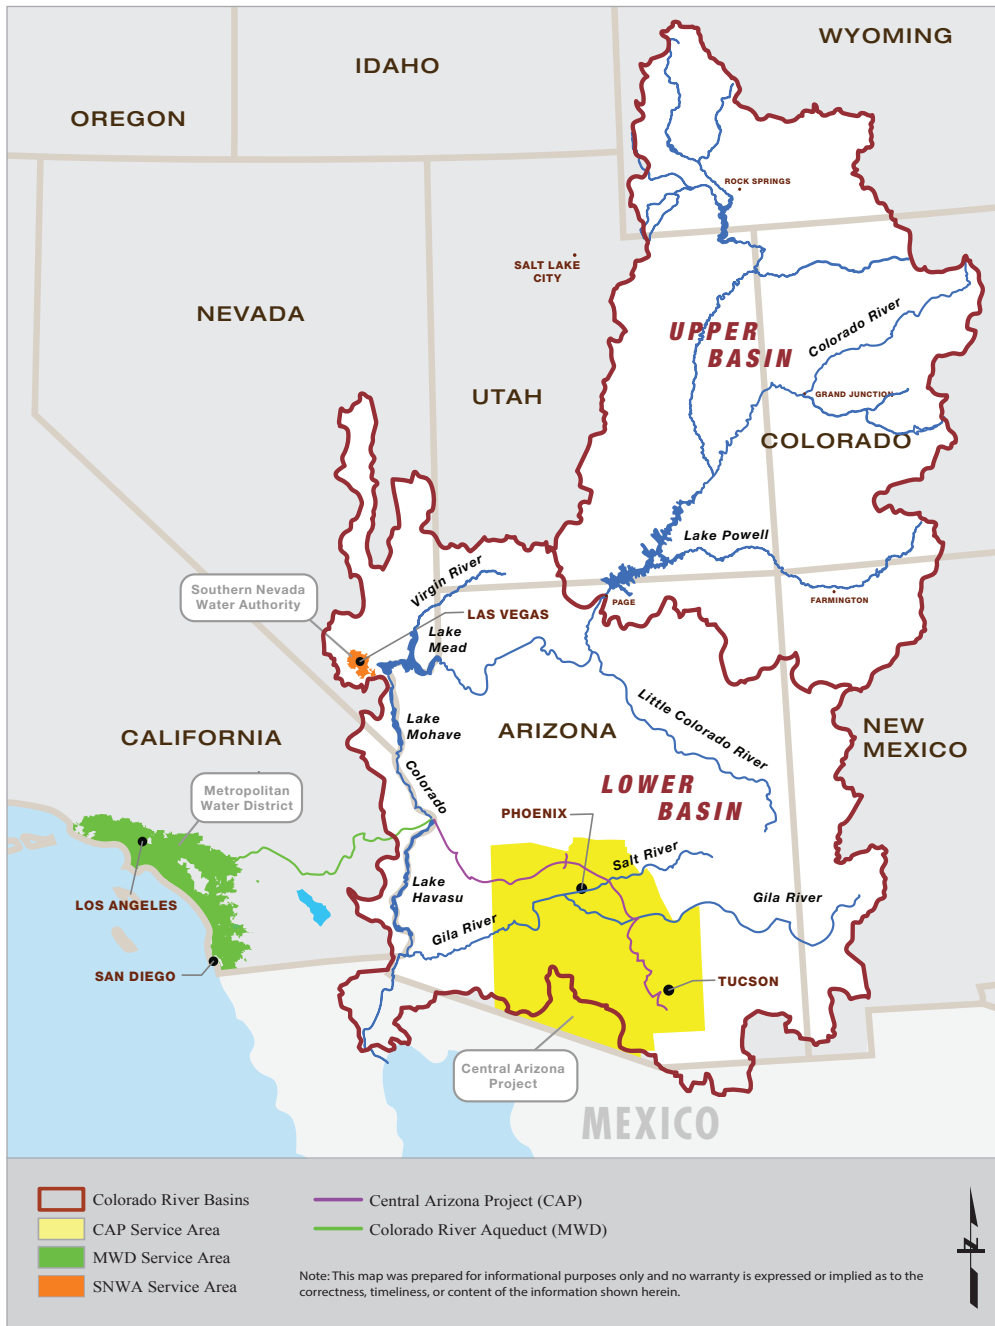 WYOMING
IDAHO
OREGON
ROCK SPRINGS
SALT LAKE
CITY
NEVADA
UPPER
BASIN
Colorado River
UTAH
GRAND JUNCTION
COLORADO
Lake Powell
Virgin River
Southern Nevada
Water Authority
PAGE
FARMINGTON
LAS VEGAS
Lake
Mead
Little Colorado River
Lake
Mohave
ARIZONA
NEW
MEXICO
CALIFORNIA
Colorado
Metropolitan
Water District
LOWER
BASIN
PHOENIX
Salt River
Lake
Havasu
Gila River
Gila River
LOS ANGELES
SAN DIEGO
TUCSON
Central Arizona
Project
MEXICO
Colorado River Basins
CAP Service Area
MWD Service Area
SNWA Service Area
Central Arizona Project (CAP)
Colorado River Aqueduct (MWD)
Note: This map was prepared for informational purposes only and no warranty is expressed or implied as to the
correctness, timeliness, or content of the information shown herein.